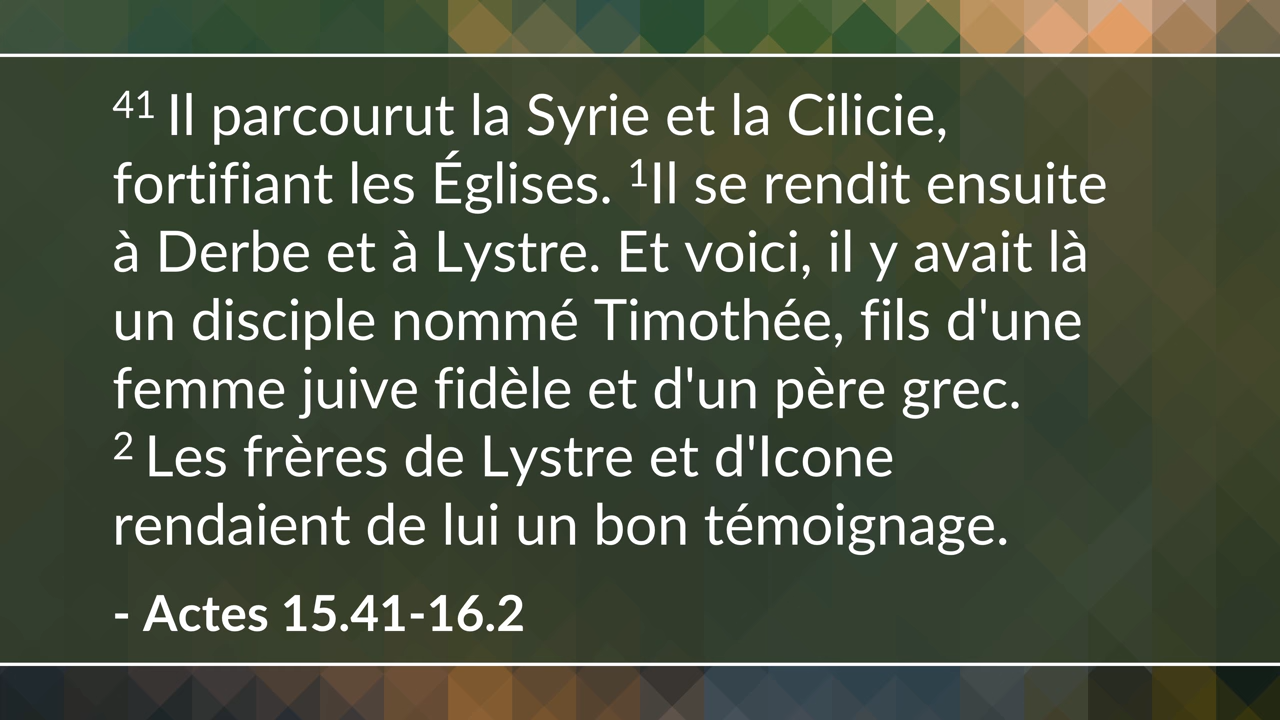 41 Il parcourut la Syrie et la Cilicie,
fortifiant les Églises. 1Il se rendit ensuite
à Derbe et à Lystre. Et voici, il y avait là
un disciple nommé Timothée, fils d'une
femme juive fidèle et d'un père grec.
2 Les frères de Lystre et d'Icone
rendaient de lui un bon témoignage.
- Actes 15.41-16.2